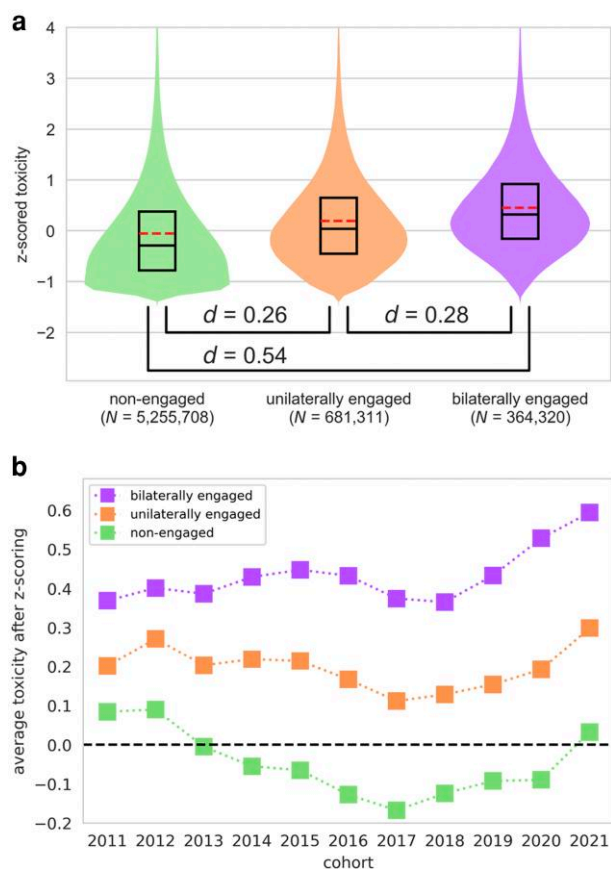 a
4
3
2
1
0
−1
−2
z-scored toxicity
d = 0.26
d = 0.28
d = 0.54
non-engaged
(N = 5,255,708)
unilaterally engaged
(N = 681,311)
bilaterally engaged
(N = 364,320)
b
bilaterally engaged
unilaterally engaged
non-engaged
0.6
0.5
0.4
0.3
0.2
0.1
0.0
−0.1
−0.2
average toxicity after z-scoring
2011 2012 2013 2014 2015 2016 2017 2018 2019 2020 2021
cohort